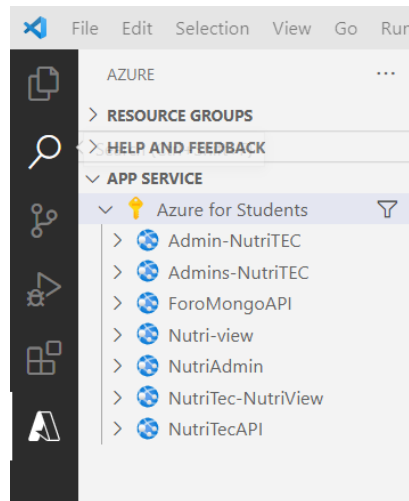 File Edit Selection View Go Run
AZURE ...
RESOURCE GROUPS
HELP AND FEEDBACK
APP SERVICE
Azure for Students
Admin-NutriTEC
Admins-NutriTEC
ForoMongoAPI
Nutri-view
NutriAdmin
NutriTec-NutriView
NutriTecAPI